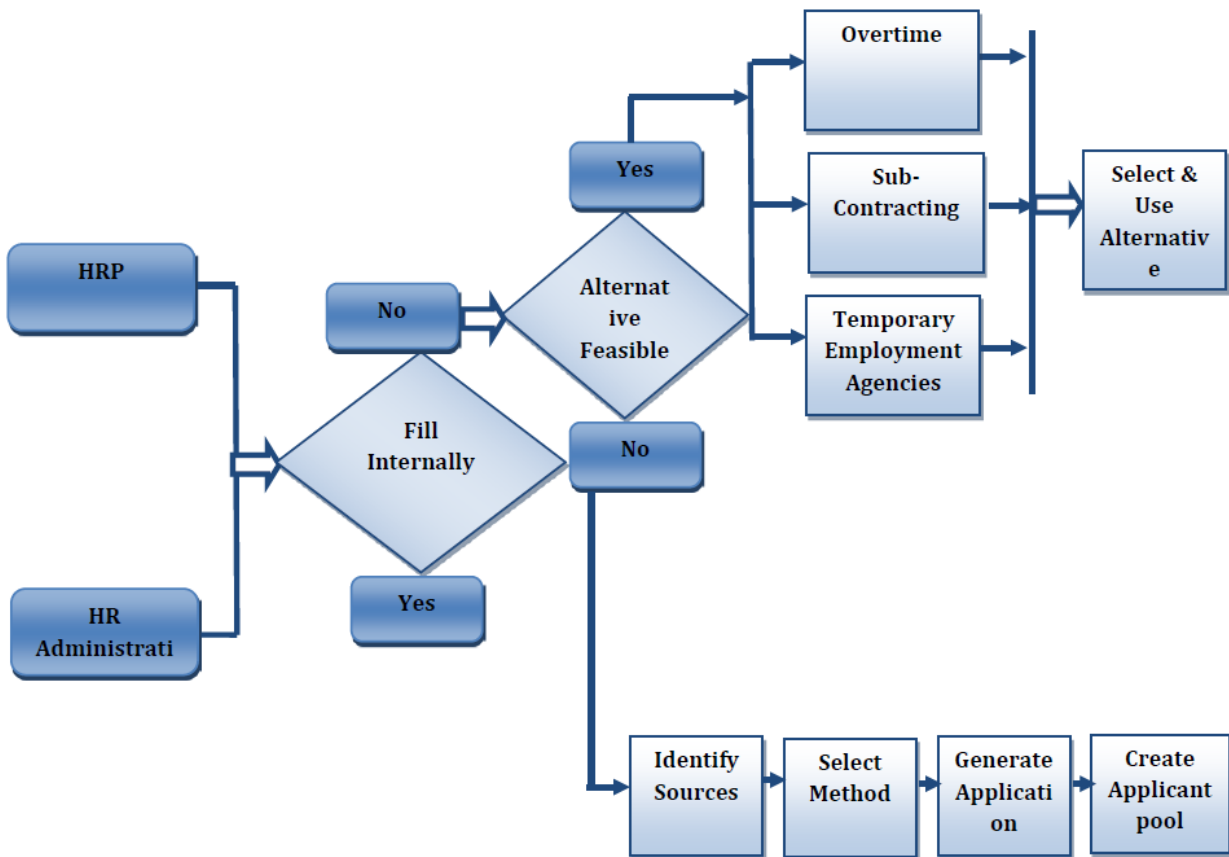 Overtime
Yes
Sub-
Contracting
Select &
Use
Alternativ
e
HRP
No
Alternat
ive
Feasible
Temporary
Employment
Agencies
Fill
Internally
No
HR
Administrati
Yes
Identify
Sources
Select
Method
Generate
Applicati
on
Create
Applicant
pool